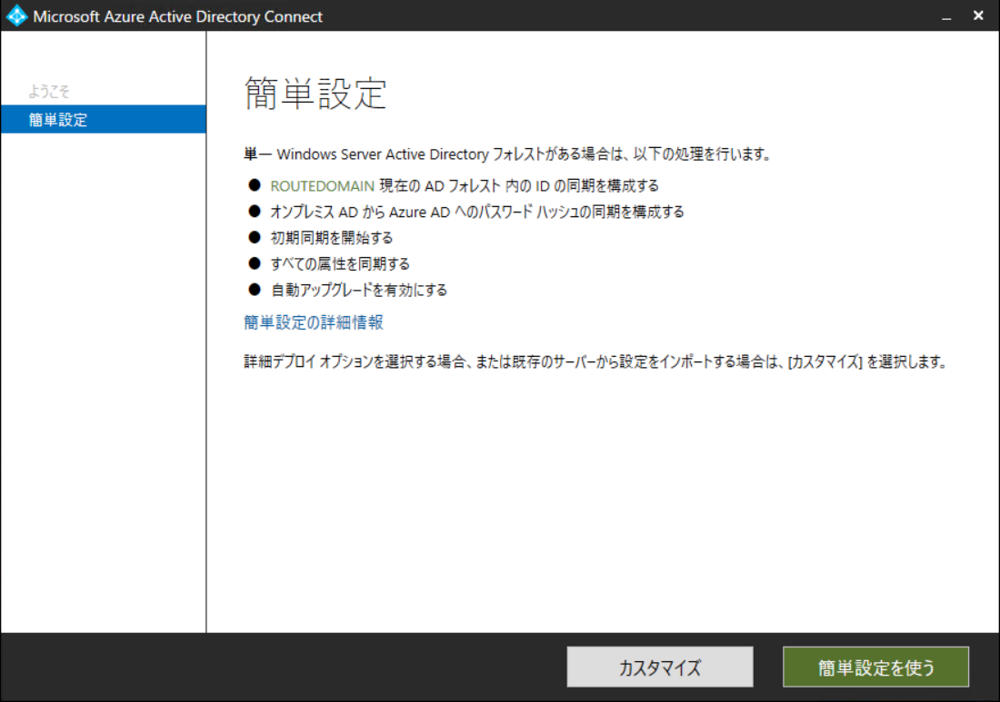 Microsoft Azure Active Directory Connect
ようこそ
簡単設定
簡単設定
単一 Windows Server Active Directory フォレストがある場合は、以下の処理を行います。
● ROUTEDOMAIN 現在の AD フォレスト 内の ID の同期を構成する
● オンプレミス AD から Azure AD へのパスワード ハッシュの同期を構成する
● 初期同期を開始する
● すべての属性を同期する
● 自動アップグレードを有効にする
簡単設定の詳細情報
詳細デプロイ オプションを選択する場合、または既存のサーバーから設定をインポートする場合は、[カスタマイズ] を選択します。
カスタマイズ
簡単設定を使う